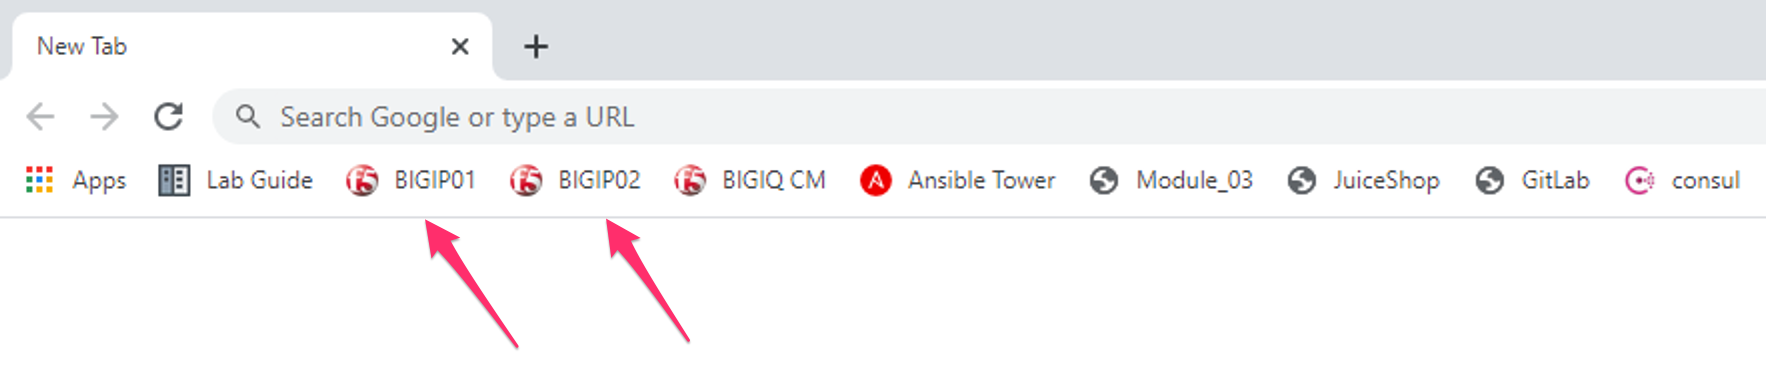 New Tab
Search Google or type a URL
Apps Lab Guide BIGIP01 BIGIP02 BIGIQ CM Ansible Tower Module_03 JuiceShop GitLab consul